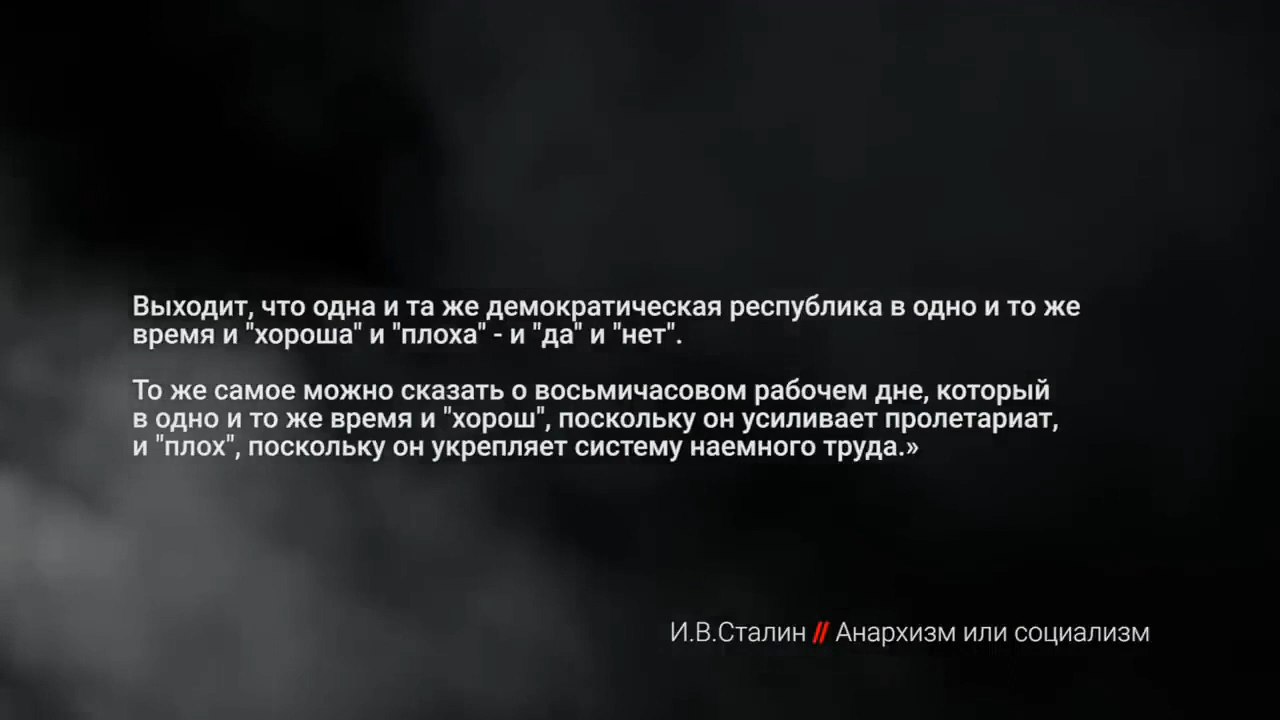 Выходит, что одна и та же демократическая республика в одно и то же
время и "хороша" и "плоха" - и "да" и "нет".
То же самое можно сказать о восьмичасовом рабочем дне, который
в одно и то же время и "хорош", поскольку он усиливает пролетариат,
и "плох", поскольку он укрепляет систему наемного труда.»
И.В.Сталин // Анархизм или социализм